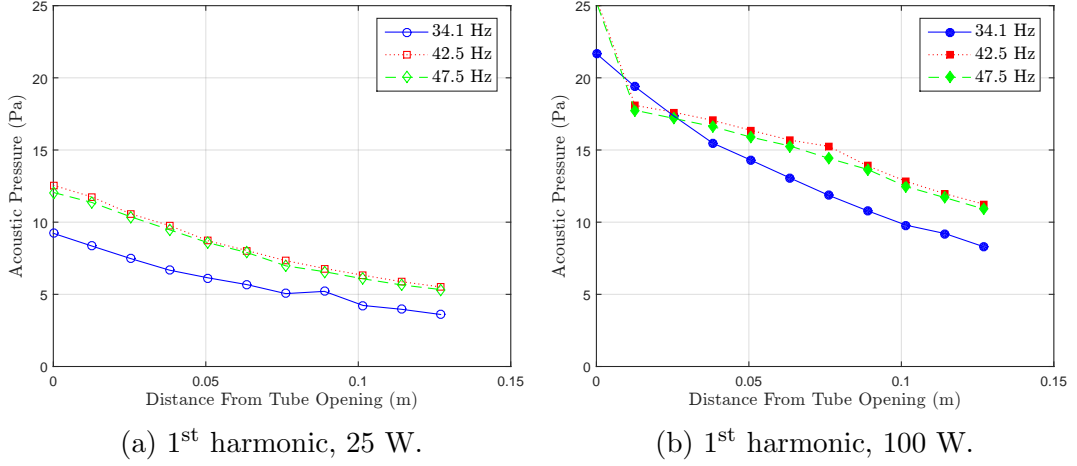 25
20
15
10
5
0
0
0.05
0.1
0.15
Acoustic Pressure (Pa)
Distance From Tube Opening (m)
34.1 Hz
42.5 Hz
47.5 Hz
(a) 1st harmonic, 25 W.
25
20
15
10
5
0
0
0.05
0.1
0.15
Acoustic Pressure (Pa)
Distance From Tube Opening (m)
34.1 Hz
42.5 Hz
47.5 Hz
(b) 1st harmonic, 100 W.